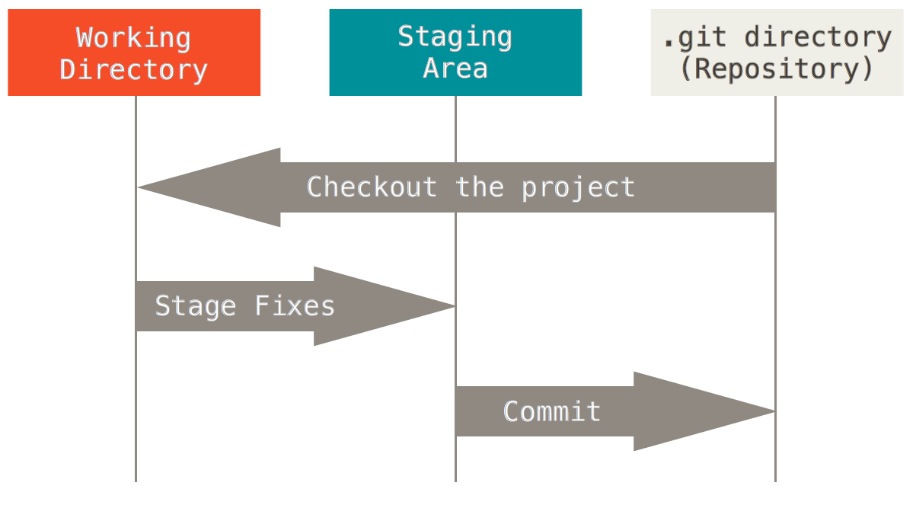 Working
Directory
Staging
Area
.git directory
(Repository)
Checkout the project
Stage Fixes
Commit